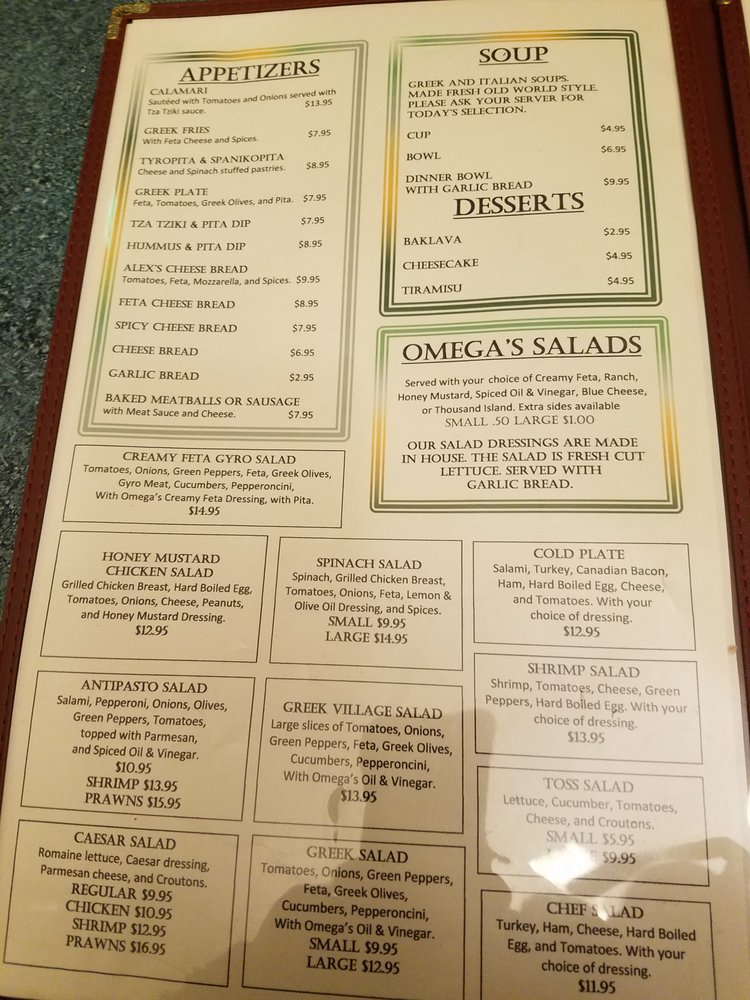 APPETIZERS
CALAMARI
Sautéed with Tomatoes and Onions served with
Tza Tziki sauce. $13.95
GREEK FRIES
With Feta Cheese and Spices. $7.95
TYROPITA & SPANIKOPITA
Cheese and Spinach stuffed pastries. $8.95
GREEK PLATE
Feta, Tomatoes, Greek Olives, and Pita. $7.95
TZA TZIKI & PITA DIP $7.95
HUMMUS & PITA DIP $8.95
ALEX'S CHEESE BREAD
Tomatoes, Feta, Mozzarella, and Spices. $9.95
FETA CHEESE BREAD $8.95
SPICY CHEESE BREAD $7.95
CHEESE BREAD $6.95
GARLIC BREAD $2.95
BAKED MEATBALLS OR SAUSAGE
with Meat Sauce and Cheese. $7.95
SOUP
GREEK AND ITALIAN SOUPS.
MADE FRESH OLD WORLD STYLE.
PLEASE ASK YOUR SERVER FOR
TODAY'S SELECTION.
CUP $4.95
BOWL $6.95
DINNER BOWL
WITH GARLIC BREAD $9.95
DESSERTS
BAKLAVA $2.95
CHEESECAKE $4.95
TIRAMISU $4.95
OMEGA'S SALADS
Served with your choice of Creamy Feta, Ranch,
Honey Mustard, Spiced Oil & Vinegar, Blue Cheese,
or Thousand Island. Extra sides available
SMALL .50 LARGE $1.00
OUR SALAD DRESSINGS ARE MADE
IN HOUSE. THE SALAD IS FRESH CUT
LETTUCE. SERVED WITH
GARLIC BREAD.
CREAMY FETA GYRO SALAD
Tomatoes, Onions, Green Peppers, Feta, Greek Olives,
Gyro Meat, Cucumbers, Pepperoncini,
With Omega's Creamy Feta Dressing, with Pita.
$14.95
HONEY MUSTARD
CHICKEN SALAD
Grilled Chicken Breast, Hard Boiled Egg,
Tomatoes, Onions, Cheese, Peanuts,
and Honey Mustard Dressing.
$12.95
SPINACH SALAD
Spinach, Grilled Chicken Breast,
Tomatoes, Onions, Feta, Lemon &
Olive Oil Dressing, and Spices.
SMALL $9.95
LARGE $14.95
COLD PLATE
Salami, Turkey, Canadian Bacon,
Ham, Hard Boiled Egg, Cheese,
and Tomatoes. With your
choice of dressing.
$12.95
ANTIPASTO SALAD
Salami, Pepperoni, Onions, Olives,
Green Peppers, Tomatoes,
topped with Parmesan,
and Spiced Oil & Vinegar.
$10.95
SHRIMP $13.95
PRAWNS $15.95
GREEK VILLAGE SALAD
Large slices of Tomatoes, Onions,
Green Peppers, Feta, Greek Olives,
Cucumbers, Pepperoncini,
With Omega's Oil & Vinegar.
$13.95
SHRIMP SALAD
Shrimp, Tomatoes, Cheese, Green
Peppers, Hard Boiled Egg. With your
choice of dressing.
$13.95
TOSS SALAD
Lettuce, Cucumber, Tomatoes,
Cheese, and Croutons.
SMALL $5.95
$9.95
CAESAR SALAD
Romaine lettuce, Caesar dressing,
Parmesan cheese, and Croutons.
REGULAR $9.95
CHICKEN $10.95
SHRIMP $12.95
PRAWNS $16.95
GREEK SALAD
Tomatoes, Onions, Green Peppers,
Feta, Greek Olives,
Cucumbers, Pepperoncini,
With Omega's Oil & Vinegar.
SMALL $9.95
LARGE $12.95
CHEF SALAD
Turkey, Ham, Cheese, Hard Boiled
Egg, and Tomatoes. With your
choice of dressing.
$11.95